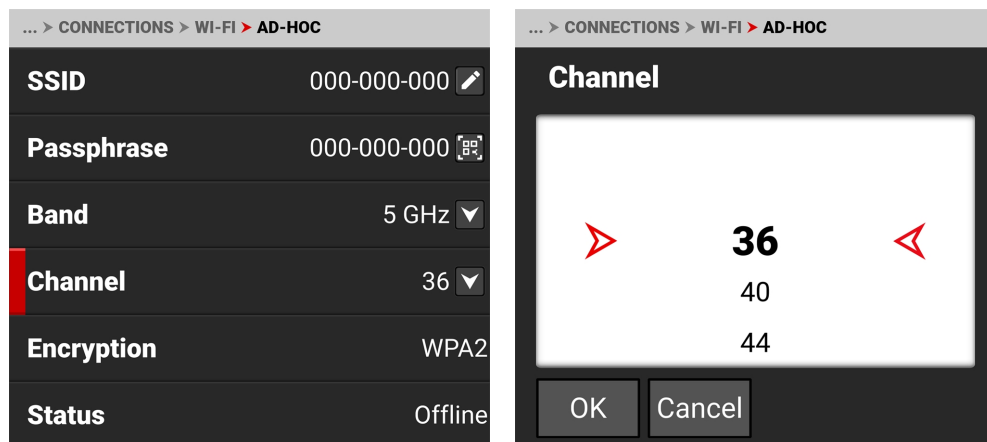 ... > CONNECTIONS > WI-FI > AD-HOC
SSID 000-000-000
Passphrase 000-000-000
Band 5 GHz
Channel 36
Encryption WPA2
Status Offline
... > CONNECTIONS > WI-FI > AD-HOC
Channel
36
40
44
OK Cancel